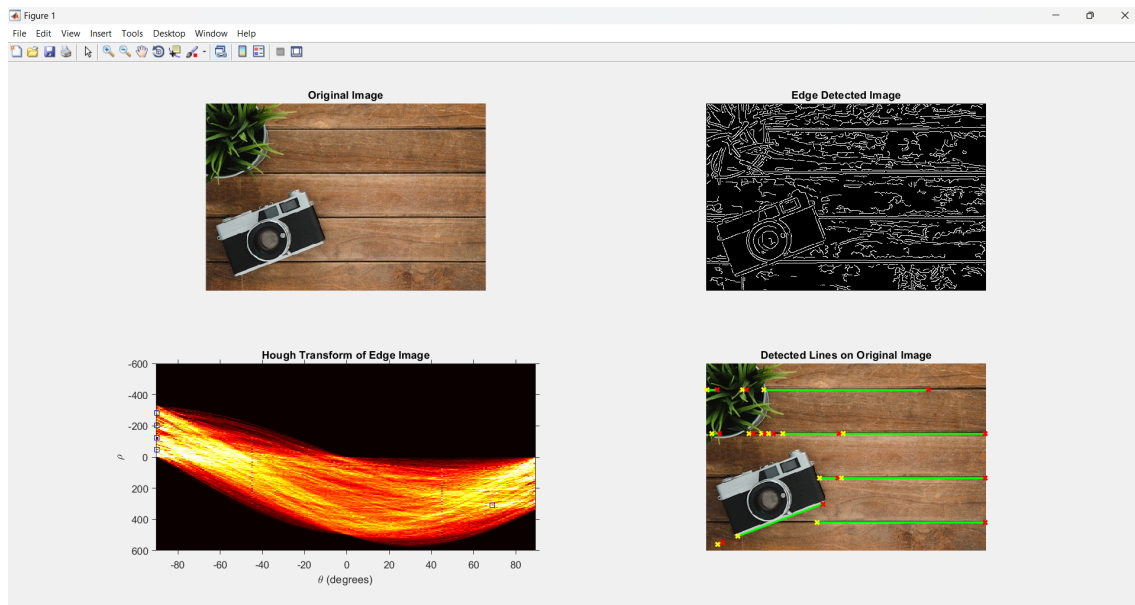 Figure 1
File Edit View Insert Tools Desktop Window Help
Original Image
Edge Detected Image
Hough Transform of Edge Image
-600
-400
-200
0
200
400
600
ρ
-80 -60 -40 -20 0 20 40 60 80
θ (degrees)
Detected Lines on Original Image